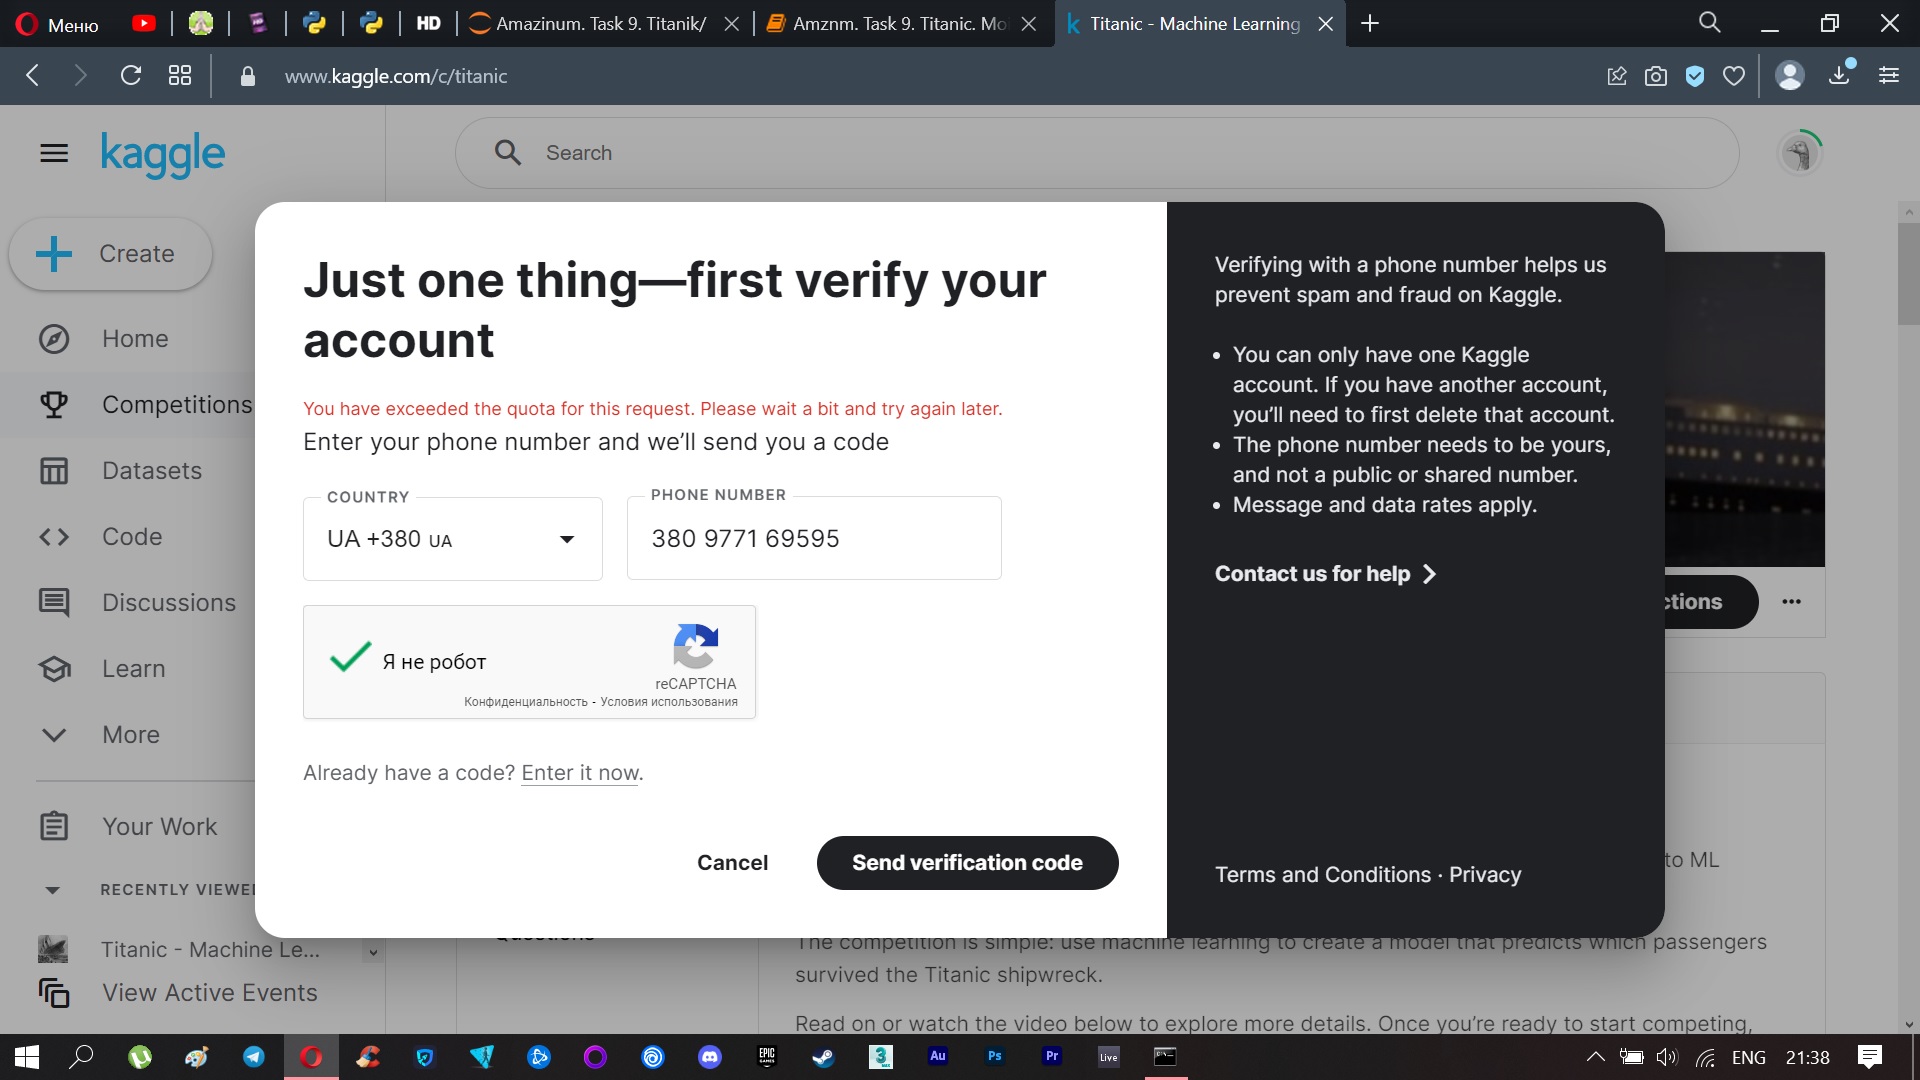 Меню
HD
Amazinum. Task 9. Titanik/
Amznm. Task 9. Titanic. Mo
Titanic - Machine Learning
www.kaggle.com/c/titanic
kaggle
Search
Create
Home
Competitions
Datasets
Code
Discussions
Learn
More
Your Work
RECENTLY VIEWE
Titanic - Machine Le...
View Active Events
Just one thing—first verify your
account
You have exceeded the quota for this request. Please wait a bit and try again later.
Enter your phone number and we'll send you a code
COUNTRY
UA +380 UA
PHONE NUMBER
380 9771 69595
Я не робот
reCAPTCHA
Конфиденциальность - Условия использования
Already have a code? Enter it now.
Cancel
Send verification code
Verifying with a phone number helps us
prevent spam and fraud on Kaggle.
• You can only have one Kaggle
account. If you have another account,
you'll need to first delete that account.
• The phone number needs to be yours,
and not a public or shared number.
• Message and data rates apply.
Contact us for help
Terms and Conditions · Privacy
ctions
to ML
The competition is simple: use machine learning to create a model that predicts which passengers
survived the Titanic shipwreck.
Read on or watch the video below to explore more details. Once you're ready to start competing,
EPIC
GAMES
3
Au
Ps
Pr
Live
ENG
21:38